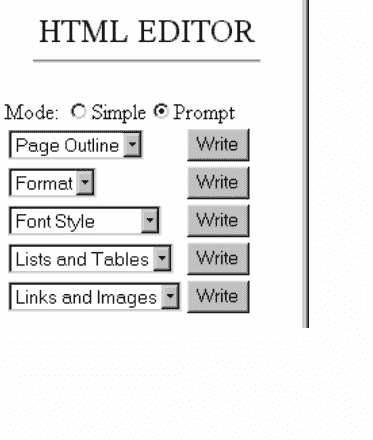 HTML EDITOR
Mode: Simple Prompt
Page Outline Write
Format Write
Font Style Write
Lists and Tables Write
Links and Images Write